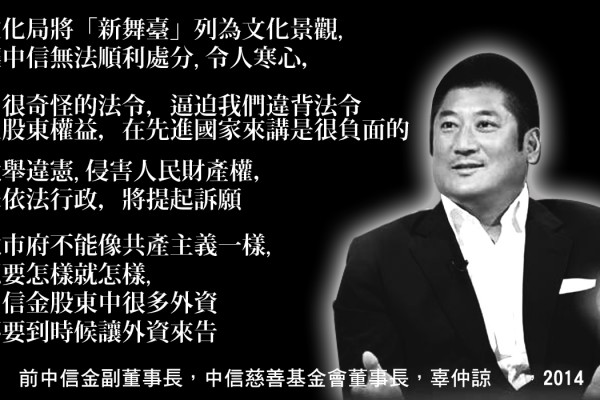 化局將「新舞臺」列為文化景觀,
中信無法順利處分, 令人寒心,
很奇怪的法令, 逼迫我們違背法令
股東權益, 在先進國家來講是很負面的
舉違憲, 侵害人民財產權,
依法行政, 將提起訴願
市府不能像共產主義一樣,
要怎樣就怎樣,
信金股東中很多外資
要到時候讓外資來告
前中信金副董事長，中信慈善基金會董事長，辜仲諒 2014